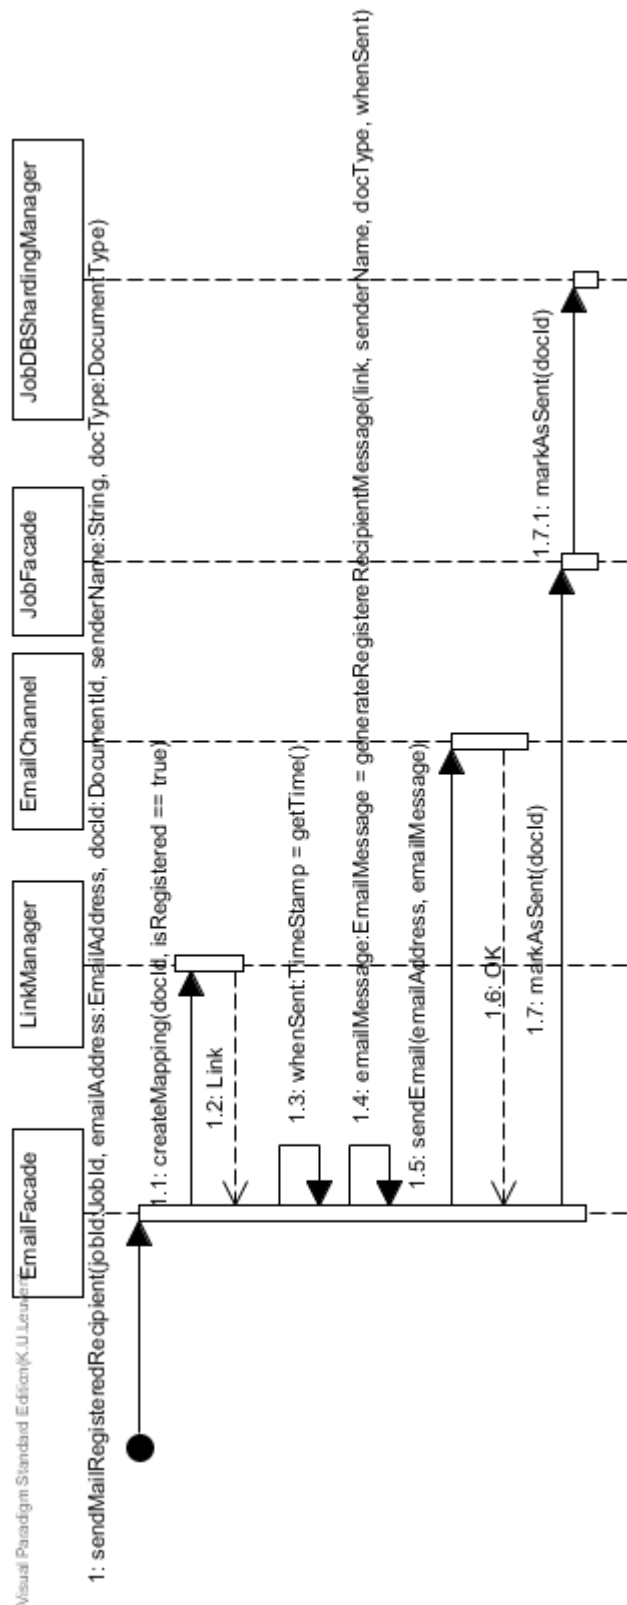 Visual Paradigm Standard Edition(K.U.Leuven)
EmailFacade
LinkManager
EmailChannel
JobFacade
JobDBShardingManager
1: sendMailRegisteredRecipient(jobId:JobId, emailAddress:EmailAddress, docId:DocumentId, senderName:String, docType:DocumentType)
1.1: createMapping(docId, isRegistered == true)
1.2: Link
1.3: whenSent:TimeStamp = getTime()
1.4: emailMessage:EmailMessage = generateRegistereRecipientMessage(link, senderName, docType, whenSent)
1.5: sendEmail(emailAddress, emailMessage)
1.6: OK
1.7: markAsSent(docId)
1.7.1: markAsSent(docId)